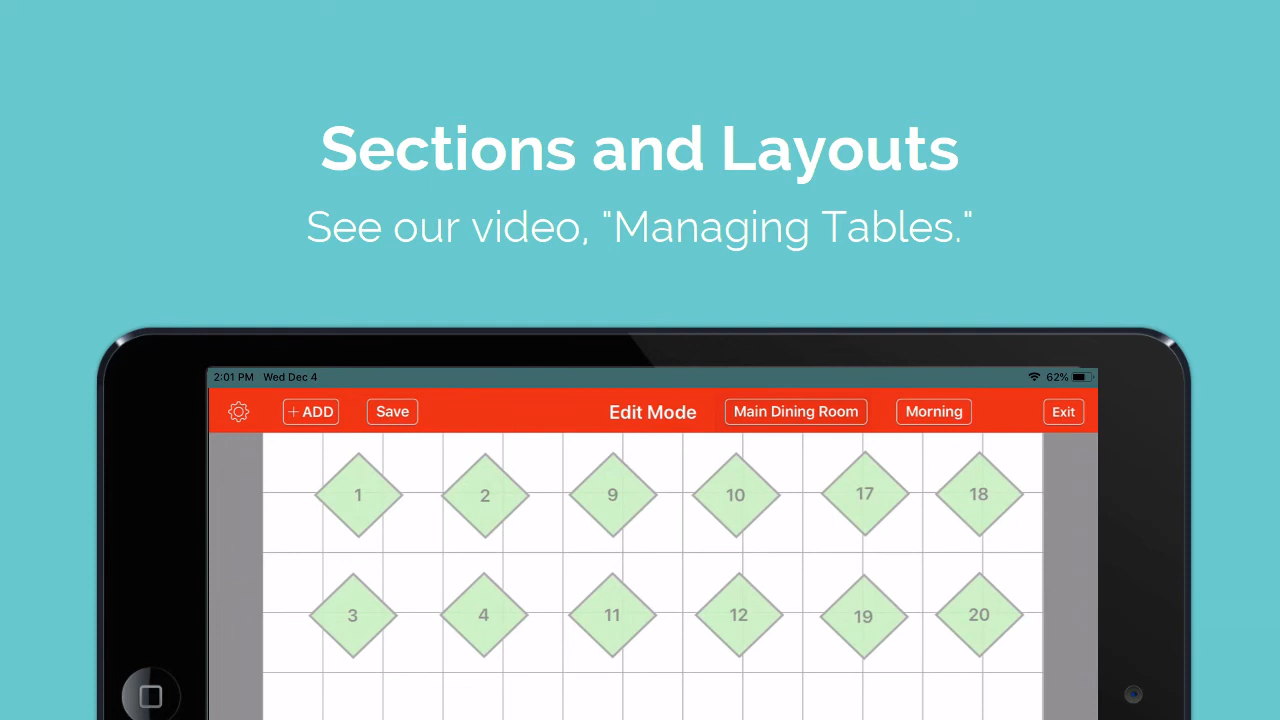 Sections and Layouts
See our video, "Managing Tables."
2:01 PM Wed Dec 4 62%
+ ADD Save Edit Mode Main Dining Room Morning Exit
1 2 9 10 17 18
3 4 11 12 19 20